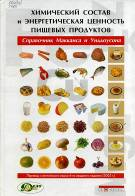 ХИМИЧЕСКИЙ СОСТАВ
и ЭНЕРГЕТИЧЕСКАЯ ЦЕННОСТЬ
ПИЩЕВЫХ ПРОДУКТОВ
Справочник МакКанса и Уиддоусона